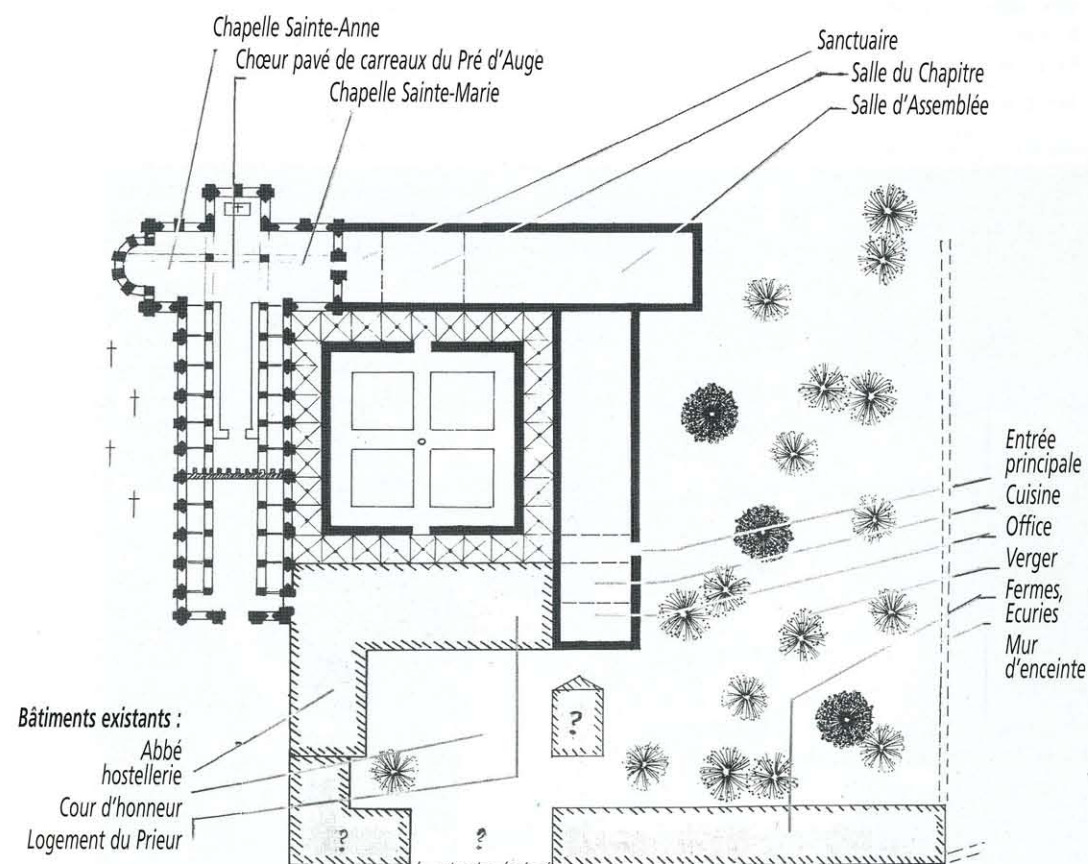 Chapelle Sainte-Anne
Chœur pavé de carreaux du Pré d'Auge
Chapelle Sainte-Marie
Sanctuaire
Salle du Chapitre
Salle d'Assemblée
Entrée
principale
Cuisine
Office
Verger
Fermes,
Ecuries
Mur
d'enceinte
Bâtiments existants :
Abbé
hostellerie
Cour d'honneur
Logement du Prieur
?
?
?